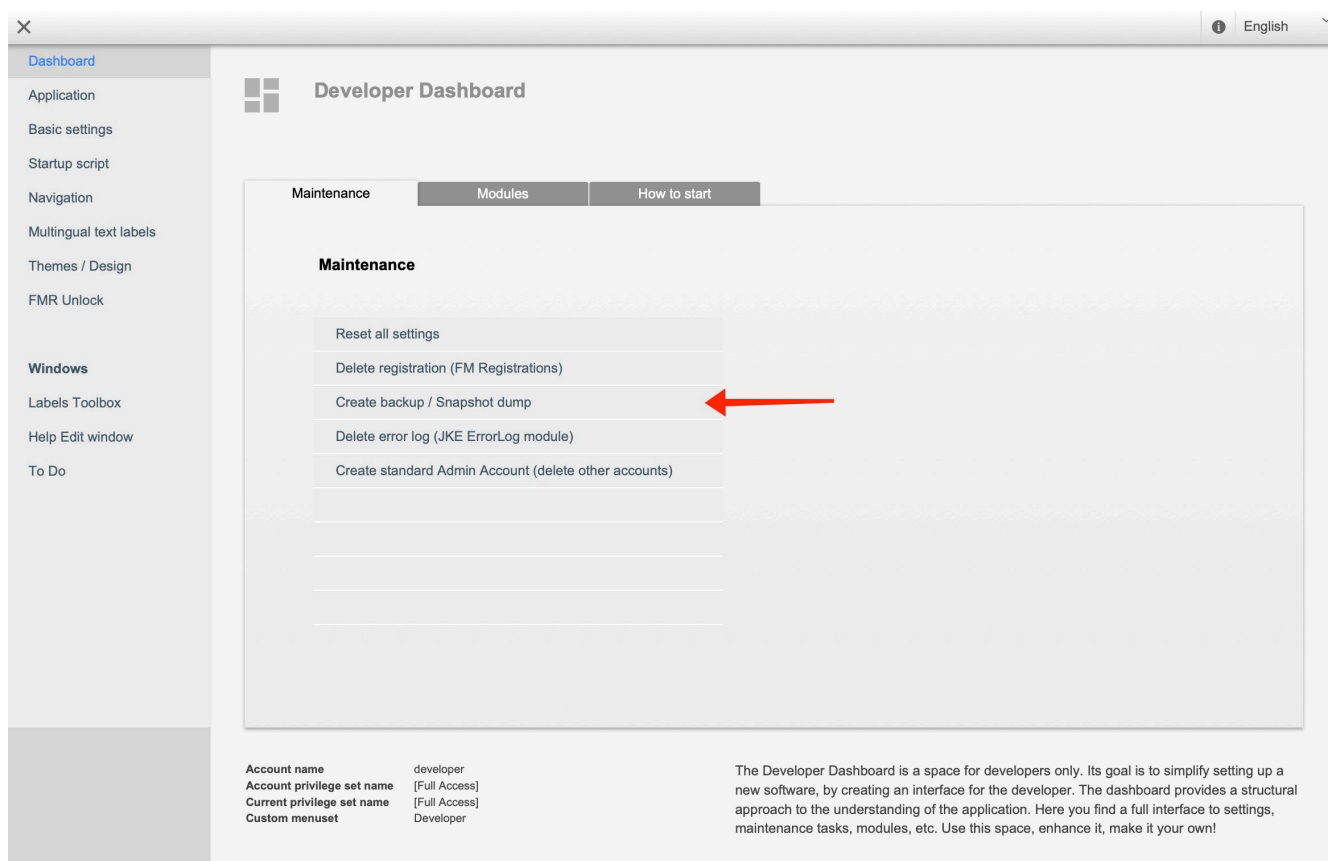 English
Dashboard
Application
Basic settings
Startup script
Navigation
Multingual text labels
Themes / Design
FMR Unlock
Windows
Labels Toolbox
Help Edit window
To Do
Developer Dashboard
Maintenance
Modules
How to start
Maintenance
Reset all settings
Delete registration (FM Registrations)
Create backup / Snapshot dump
Delete error log (JKE ErrorLog module)
Create standard Admin Account (delete other accounts)
Account name developer
Account privilege set name [Full Access]
Current privilege set name [Full Access]
Custom menuset Developer
The Developer Dashboard is a space for developers only. Its goal is to simplify setting up a
new software, by creating an interface for the developer. The dashboard provides a structural
approach to the understanding of the application. Here you find a full interface to settings,
maintenance tasks, modules, etc. Use this space, enhance it, make it your own!